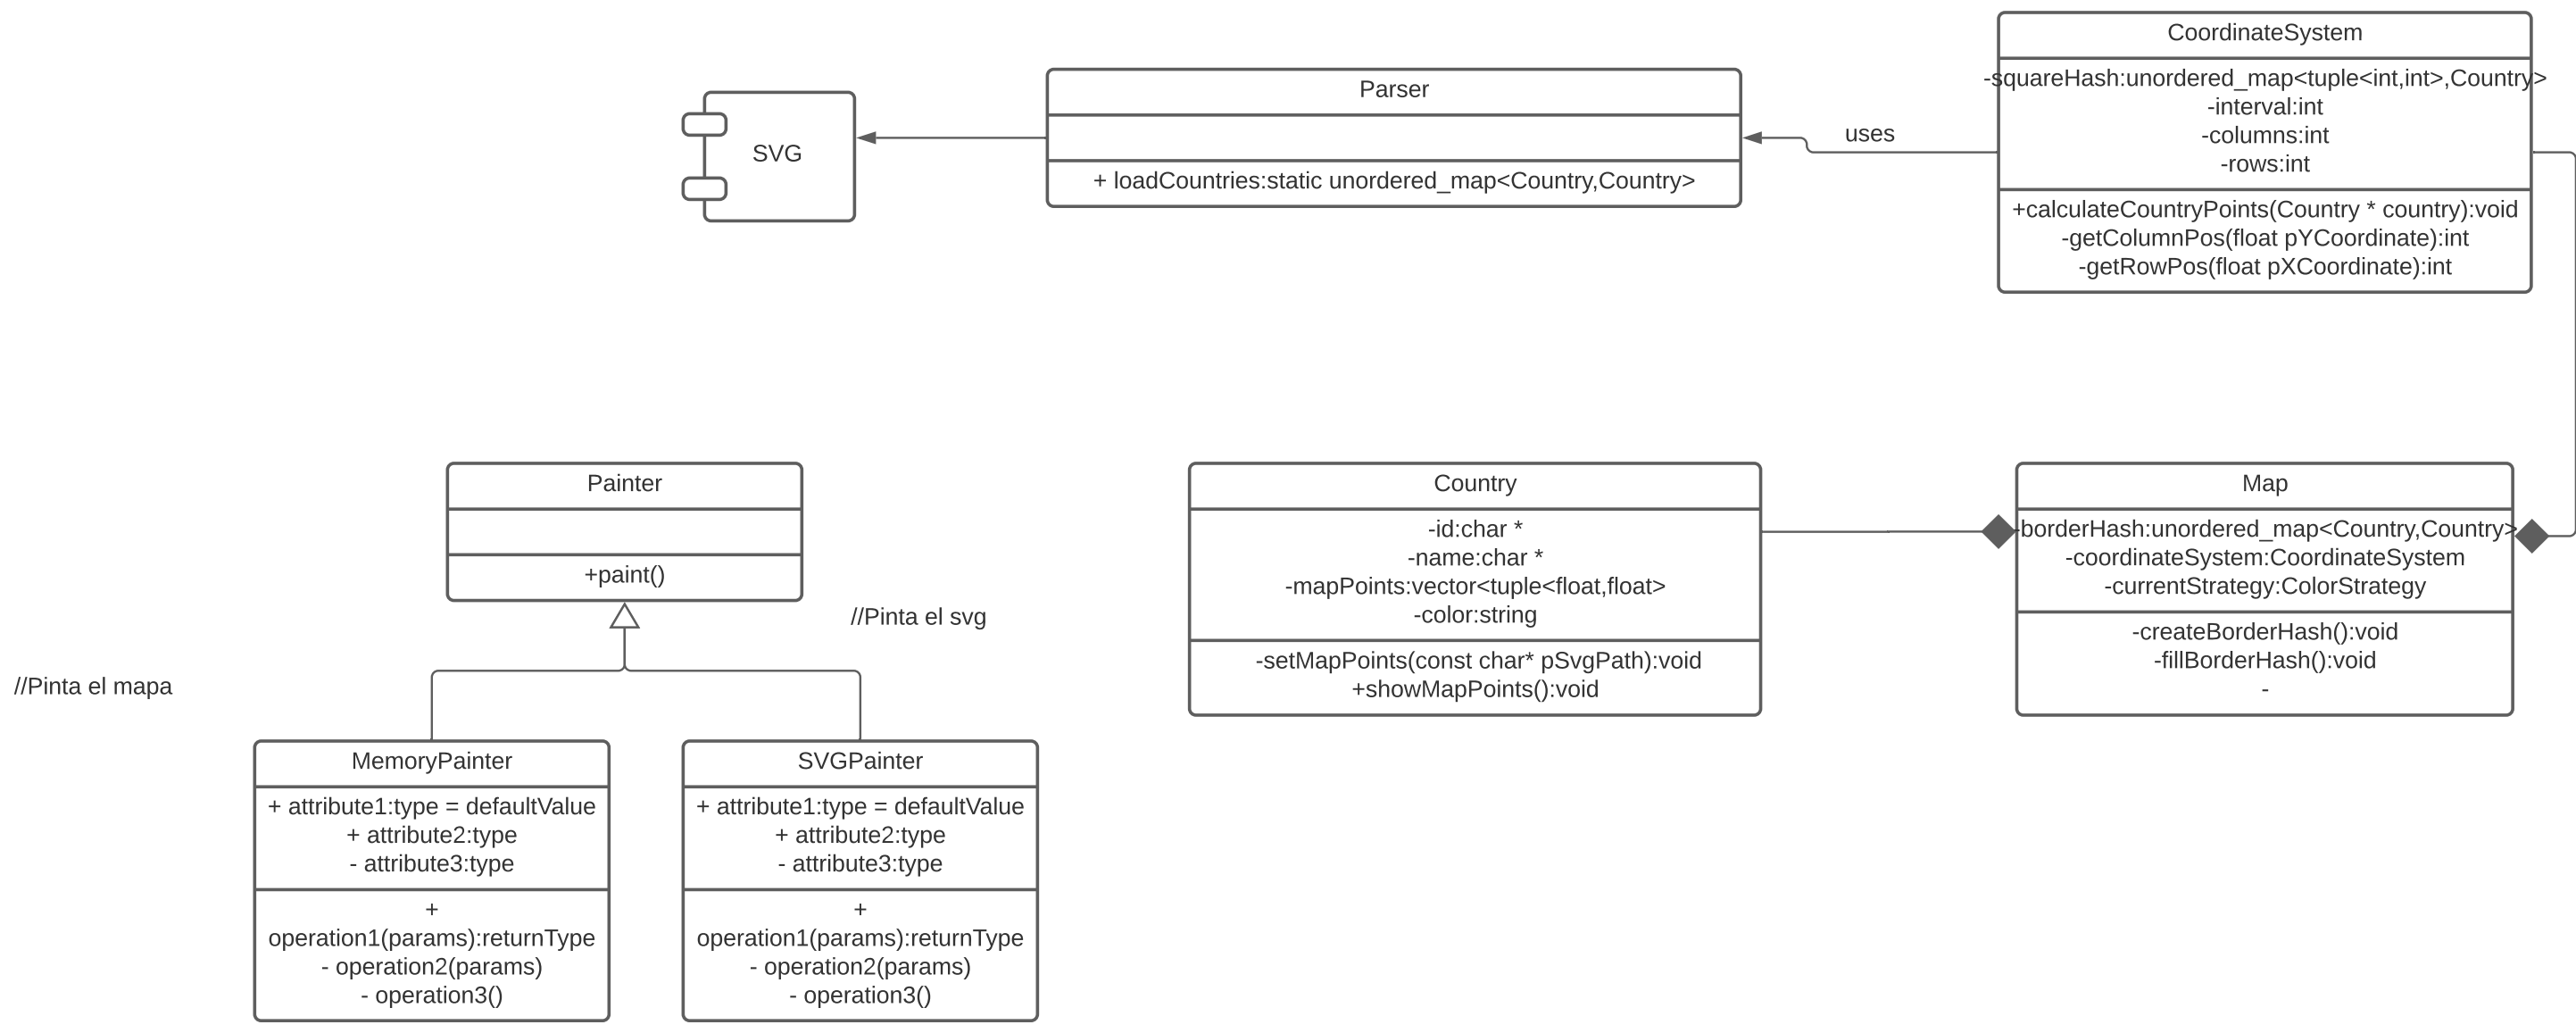 CoordinateSystem
-squareHash:unordered_map<tuple<int,int>,Country>
-interval:int
-columns:int
-rows:int
+calculateCountryPoints(Country * country):void
-getColumnPos(float pYCoordinate):int
-getRowPos(float pXCoordinate):int
Parser
+ loadCountries:static unordered_map<Country,Country>
uses
SVG
Painter
+paint()
Country
-id:char *
-name:char *
-mapPoints:vector<tuple<float,float>
-color:string
-setMapPoints(const char* pSvgPath):void
+showMapPoints():void
Map
-borderHash:unordered_map<Country,Country>
-coordinateSystem:CoordinateSystem
-currentStrategy:ColorStrategy
-createBorderHash():void
-fillBorderHash():void
-
//Pinta el svg
//Pinta el mapa
MemoryPainter
+ attribute1:type = defaultValue
+ attribute2:type
- attribute3:type
+
operation1(params):returnType
- operation2(params)
- operation3()
SVGPainter
+ attribute1:type = defaultValue
+ attribute2:type
- attribute3:type
+
operation1(params):returnType
- operation2(params)
- operation3()